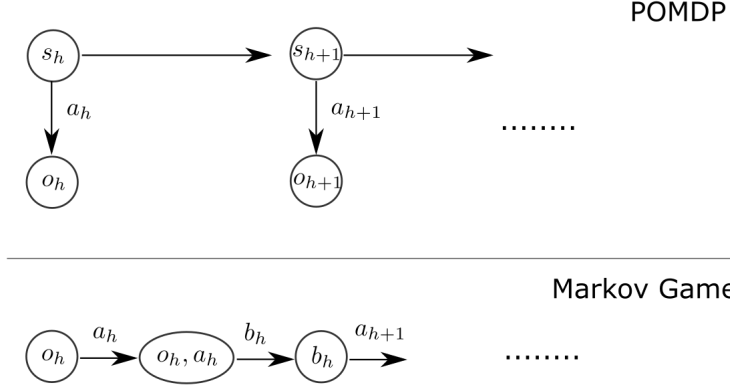 POMDP
s_h s_{h+1}
a_h a_{h+1}
........
o_h o_{h+1}
Markov Game
a_h b_h a_{h+1}
o_h o_h, a_h b_h ........